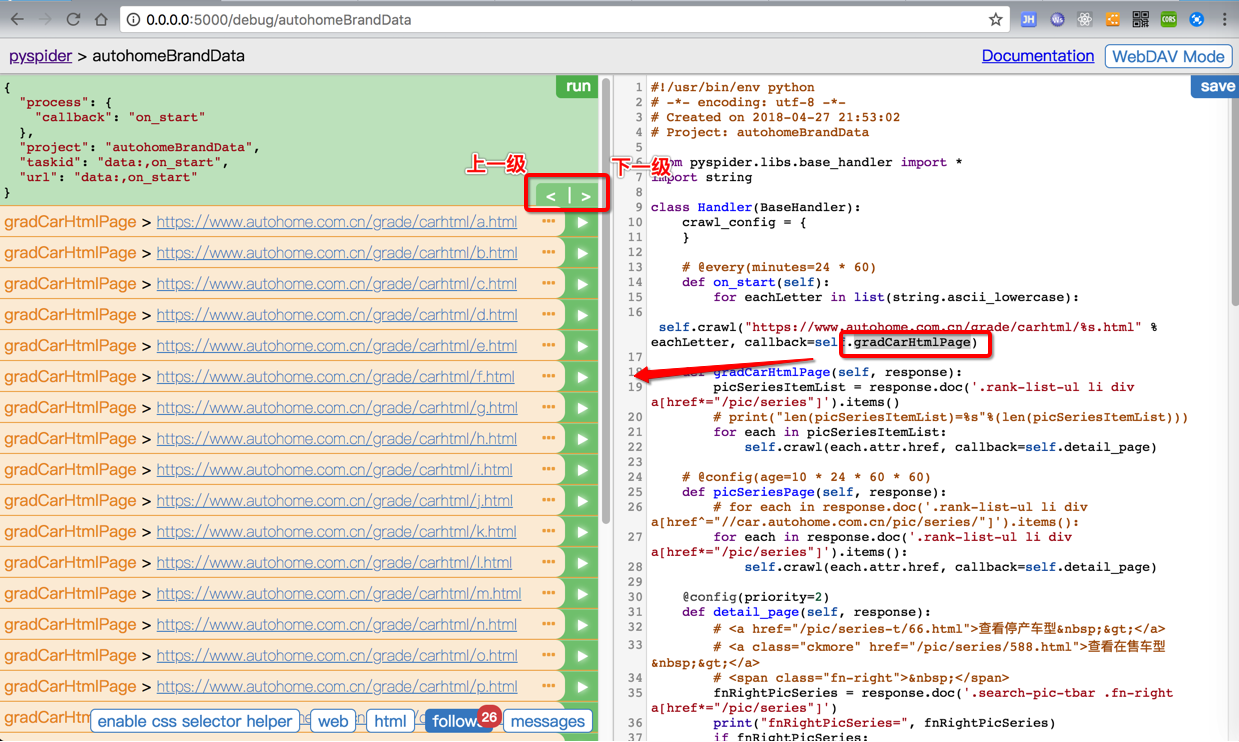 0.0.0.0:5000/debug/autohomeBrandData
JH
Ws
CORS
pyspider > autohomeBrandData
Documentation
WebDAV Mode
{
  "process": {
    "callback": "on_start"
  },
  "project": "autohomeBrandData",
  "taskid": "data:,on_start",
  "url": "data:,on_start"
}
run
上一级
下一级
< | >
gradCarHtmlPage > https://www.autohome.com.cn/grade/carhtml/a.html
gradCarHtmlPage > https://www.autohome.com.cn/grade/carhtml/b.html
gradCarHtmlPage > https://www.autohome.com.cn/grade/carhtml/c.html
gradCarHtmlPage > https://www.autohome.com.cn/grade/carhtml/d.html
gradCarHtmlPage > https://www.autohome.com.cn/grade/carhtml/e.html
gradCarHtmlPage > https://www.autohome.com.cn/grade/carhtml/f.html
gradCarHtmlPage > https://www.autohome.com.cn/grade/carhtml/g.html
gradCarHtmlPage > https://www.autohome.com.cn/grade/carhtml/h.html
gradCarHtmlPage > https://www.autohome.com.cn/grade/carhtml/i.html
gradCarHtmlPage > https://www.autohome.com.cn/grade/carhtml/j.html
gradCarHtmlPage > https://www.autohome.com.cn/grade/carhtml/k.html
gradCarHtmlPage > https://www.autohome.com.cn/grade/carhtml/l.html
gradCarHtmlPage > https://www.autohome.com.cn/grade/carhtml/m.html
gradCarHtmlPage > https://www.autohome.com.cn/grade/carhtml/n.html
gradCarHtmlPage > https://www.autohome.com.cn/grade/carhtml/o.html
gradCarHtmlPage > https://www.autohome.com.cn/grade/carhtml/p.html
enable css selector helper
web
html
follows
26
messages
save
1 #!/usr/bin/env python
2 # -*- encoding: utf-8 -*-
3 # Created on 2018-04-27 21:53:02
4 # Project: autohomeBrandData
5
6 om pyspider.libs.base_handler import *
7 import string
8
9 class Handler(BaseHandler):
10     crawl_config = {
11     }
12
13     # @every(minutes=24 * 60)
14     def on_start(self):
15         for eachLetter in list(string.ascii_lowercase):
16
 self.crawl("https://www.autohome.com.cn/grade/carhtml/%s.html" %
eachLetter, callback=self.gradCarHtmlPage)
17
18     def gradCarHtmlPage(self, response):
19         picSeriesItemList = response.doc('.rank-list-ul li div
a[href*="/pic/series"]').items()
20         # print("len(picSeriesItemList)=%s"%(len(picSeriesItemList)))
21         for each in picSeriesItemList:
22             self.crawl(each.attr.href, callback=self.detail_page)
23
24     # @config(age=10 * 24 * 60 * 60)
25     def picSeriesPage(self, response):
26         # for each in response.doc('.rank-list-ul li div
a[href^="//car.autohome.com.cn/pic/series/"]').items():
27         for each in response.doc('.rank-list-ul li div
a[href*="/pic/series"]').items():
28             self.crawl(each.attr.href, callback=self.detail_page)
29
30     @config(priority=2)
31     def detail_page(self, response):
32         # <a href="/pic/series-t/66.html">查看停产车型&nbsp;&gt;</a>
33         # <a class="ckmore" href="/pic/series/588.html">查看在售车型
&nbsp;&gt;</a>
34         # <span class="fn-right">&nbsp;</span>
35         fnRightPicSeries = response.doc('.search-pic-tbar .fn-right
a[href*="/pic/series"]')
36         print("fnRightPicSeries=", fnRightPicSeries)
37         if fnRightPicSeries: